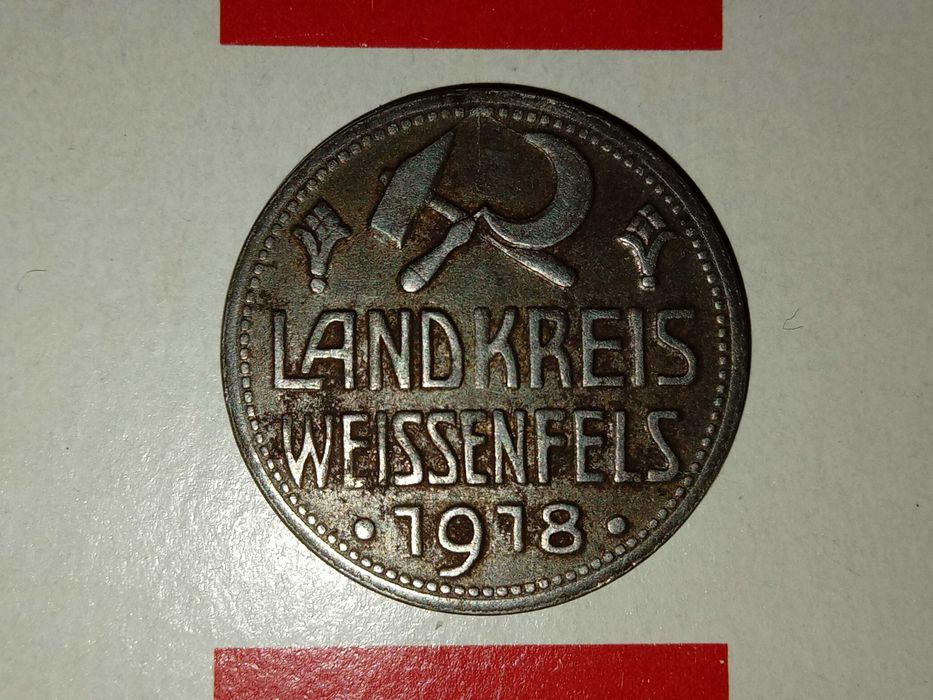 LANDKREIS
WEISSENFELS
· 1918 ·